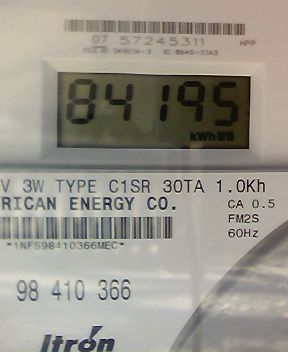 07 57245311 HPP
84195
kWh
V 3W TYPE C1SR 30TA 1.0Kh
RICAN ENERGY CO. CA 0.5
FM2S
*1NFS98410366MEC* 60Hz
98 410 366
Itron